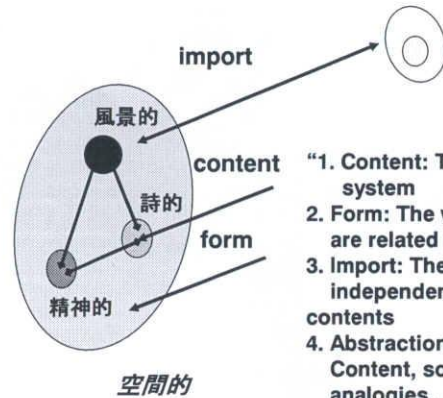 import
風景的
content
詩的
form
精神的
空間的
"1. Content: T
system
2. Form: The
are related
3. Import: The
independen
contents
4. Abstraction
Content, so
analogies